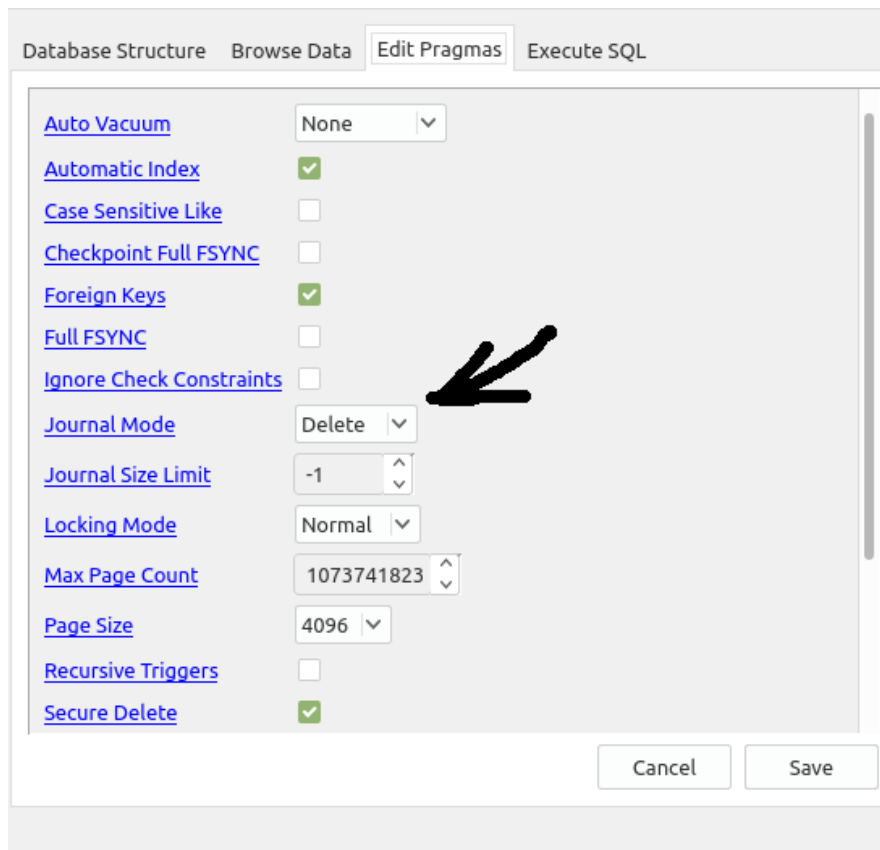 Database Structure Browse Data Edit Pragmas Execute SQL
Auto Vacuum None
Automatic Index
Case Sensitive Like
Checkpoint Full FSYNC
Foreign Keys
Full FSYNC
Ignore Check Constraints
Journal Mode Delete
Journal Size Limit -1
Locking Mode Normal
Max Page Count 1073741823
Page Size 4096
Recursive Triggers
Secure Delete
Cancel Save